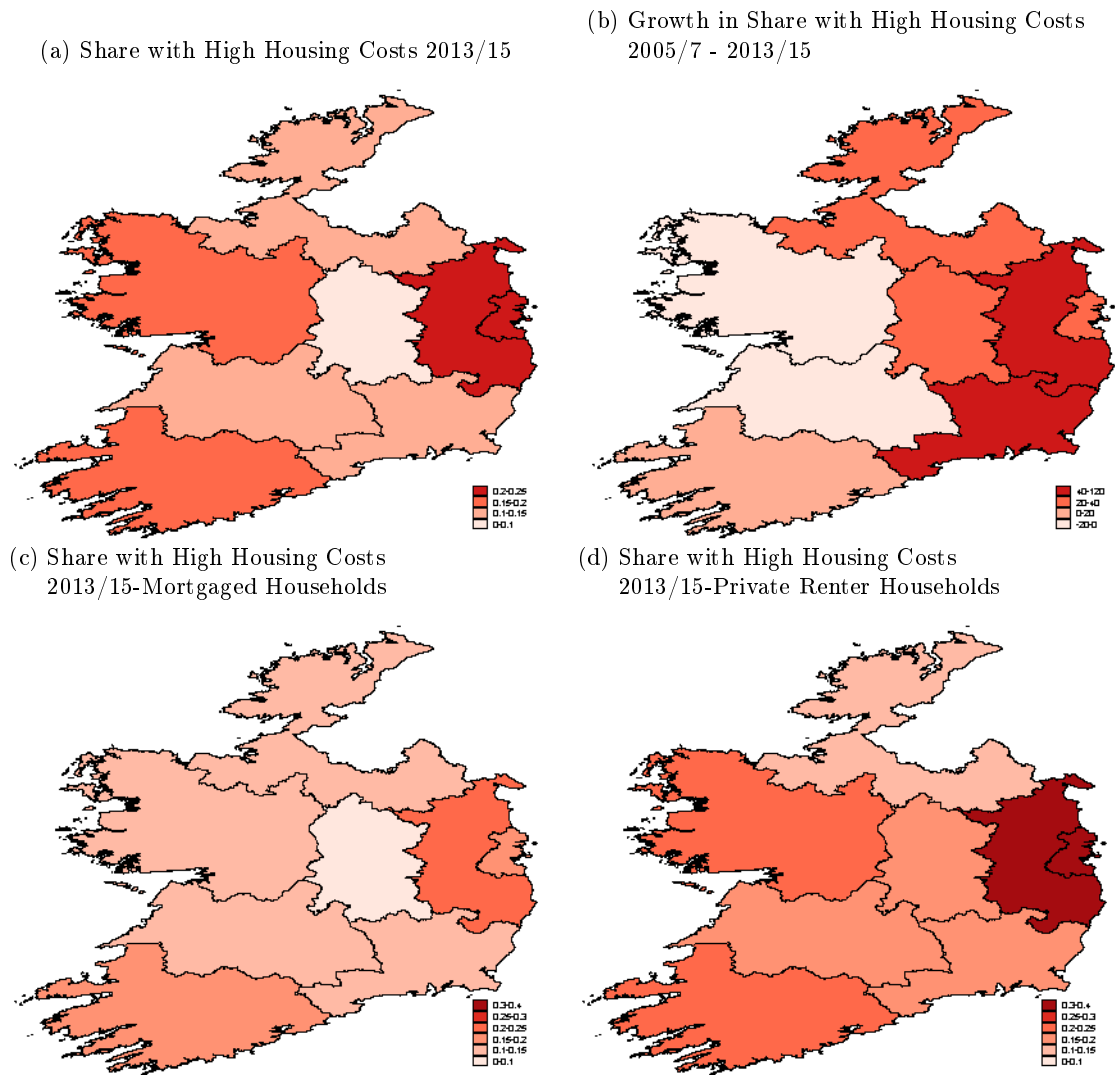 (a) Share with High Housing Costs 2013/15
(b) Growth in Share with High Housing Costs
2005/7 - 2013/15
0.2-0.25
0.15-0.2
0.1-0.15
0-0.1
40-120
20-40
0-20
-20-0
(c) Share with High Housing Costs
2013/15-Mortgaged Households
(d) Share with High Housing Costs
2013/15-Private Renter Households
0.3-0.4
0.25-0.3
0.2-0.25
0.15-0.2
0.1-0.15
0-0.1
0.3-0.4
0.25-0.3
0.2-0.25
0.15-0.2
0.1-0.15
0-0.1